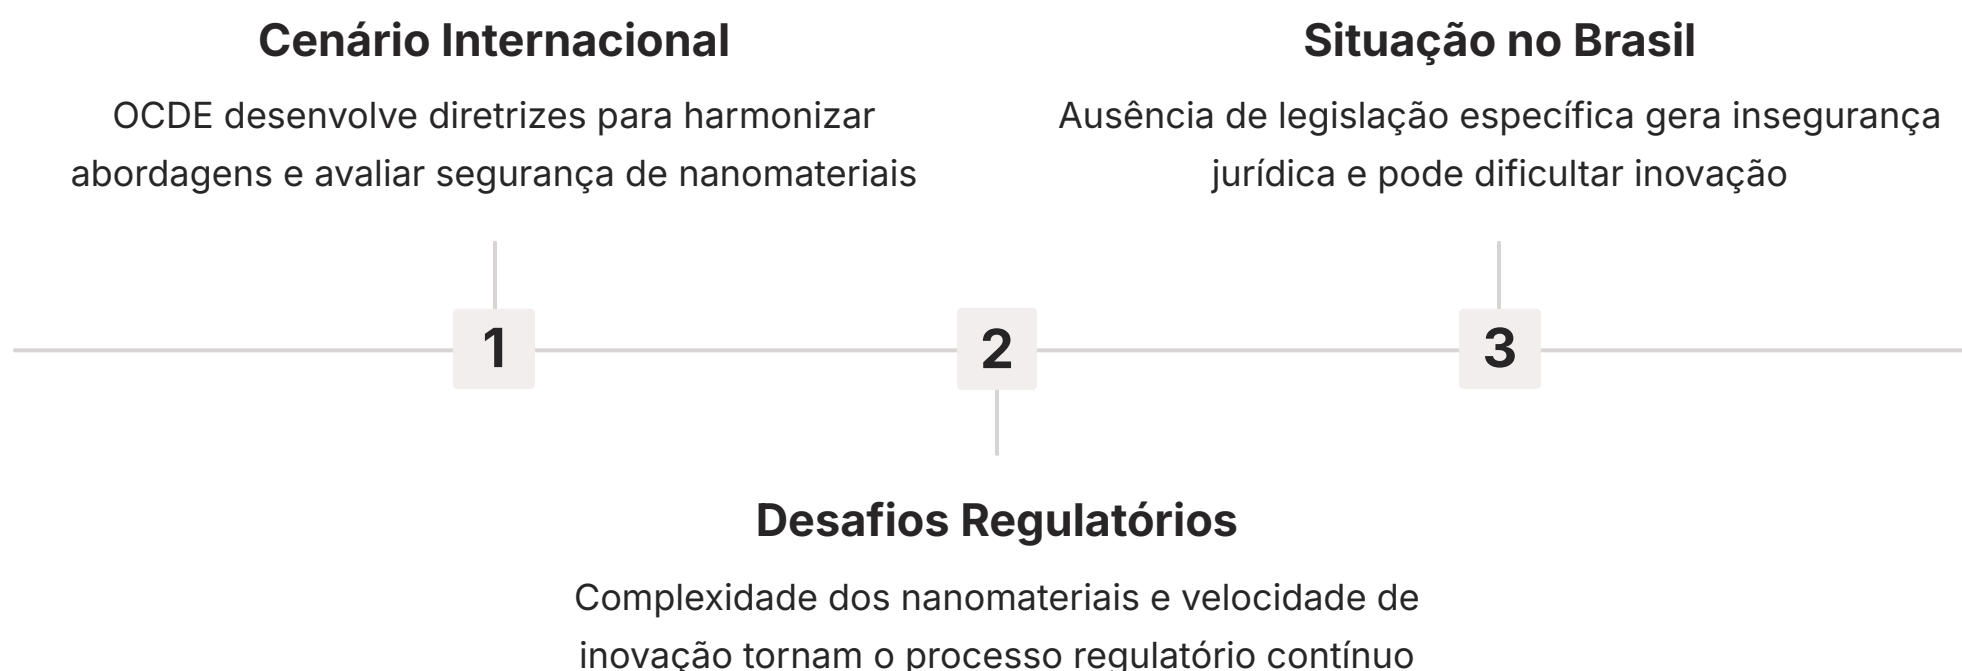 Cenário Internacional
OCDE desenvolve diretrizes para harmonizar
abordagens e avaliar segurança de nanomateriais
1
2
Desafios Regulatórios
Complexidade dos nanomateriais e velocidade de
inovação tornam o processo regulatório contínuo
Situação no Brasil
Ausência de legislação específica gera insegurança
jurídica e pode dificultar inovação
3